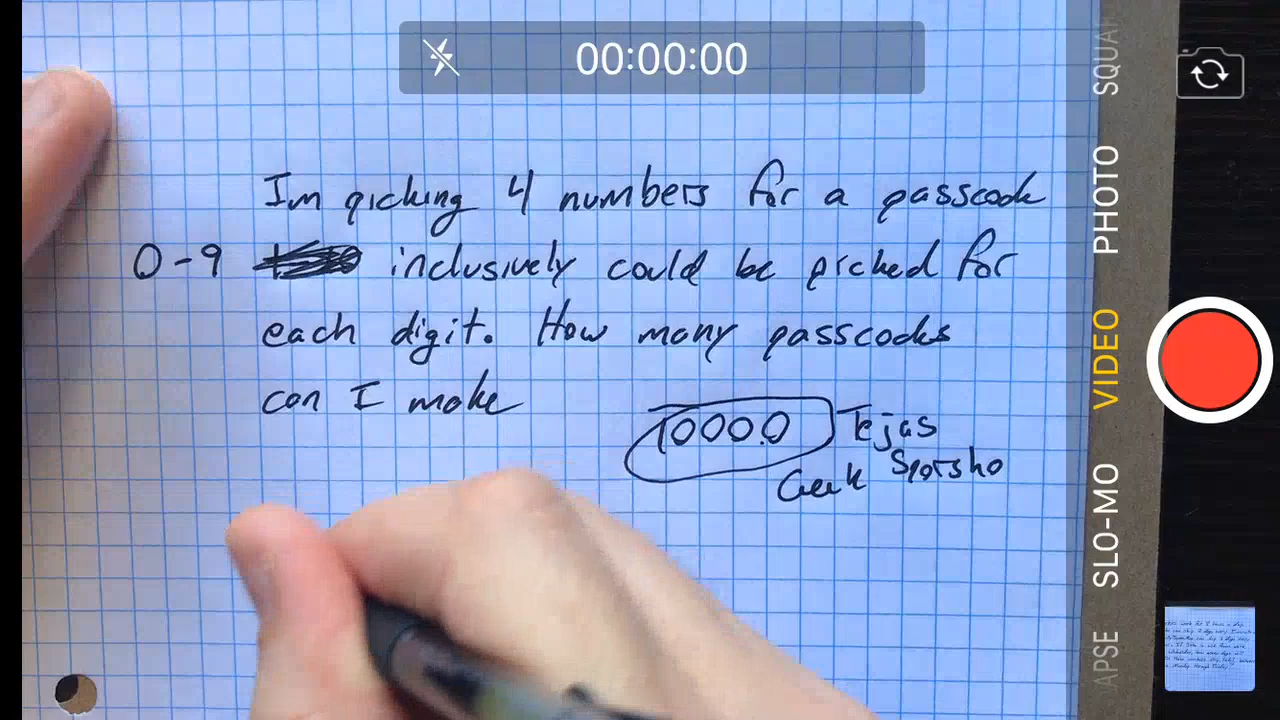 00:00:00
Im picking 4 numbers for a passcode
0-9 inclusively could be picked for
each digit. How many passcodes
can I make
10000 Tejas
Sparsho
Geek
SQUA
PHOTO
VIDEO
SLO-MO
APSE